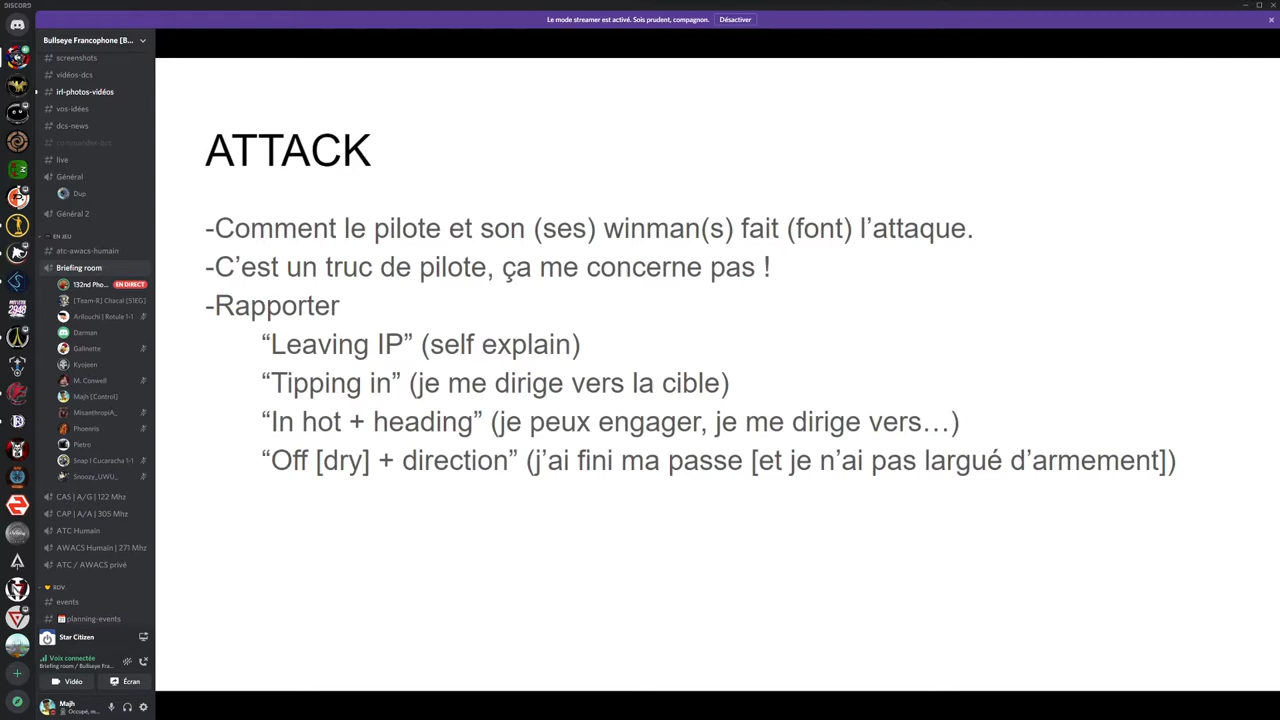 DISCORD
Le mode streamer est activé. Sois prudent, compagnon. Désactiver
Bullseye Francophone [B...
screenshots
vidéos-dcs
irl-photos-vidéos
vos-idées
dcs-news
commandes-bot
live
Général
Dup
Général 2
EN JEU
atc-awacs-humain
Briefing room
132nd Pho... EN DIRECT
[Team-R] Chacal [51EG]
Arilouchi | Rotule 1-1
Darman
Galinette
Kyojeen
M. Conwell
Majh [Control]
MisanthropiA_
Phoenris
Pietro
Snap I Cucaracha 1-1
Snoozy_UWU_
CAS | A/G | 122 Mhz
CAP | A/A | 305 Mhz
ATC Humain
AWACS Humain | 271 Mhz
ATC / AWACS privé
RDV
events
planning-events
Star Citizen
Voix connectée
Briefing room / Bullseye Fra...
Vidéo Écran
Majh
Occupé, m...
ATTACK
-Comment le pilote et son (ses) winman(s) fait (font) l’attaque.
-C’est un truc de pilote, ça me concerne pas !
-Rapporter
“Leaving IP” (self explain)
“Tipping in” (je me dirige vers la cible)
“In hot + heading” (je peux engager, je me dirige vers…)
“Off [dry] + direction” (j’ai fini ma passe [et je n’ai pas largué d’armement])